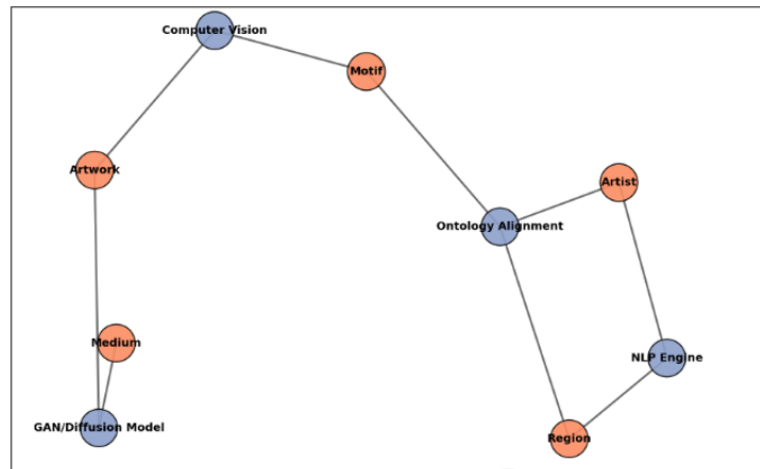 Computer Vision
Motif
Artwork
Artist
Ontology Alignment
Medium
NLP Engine
GAN/Diffusion Model
Region